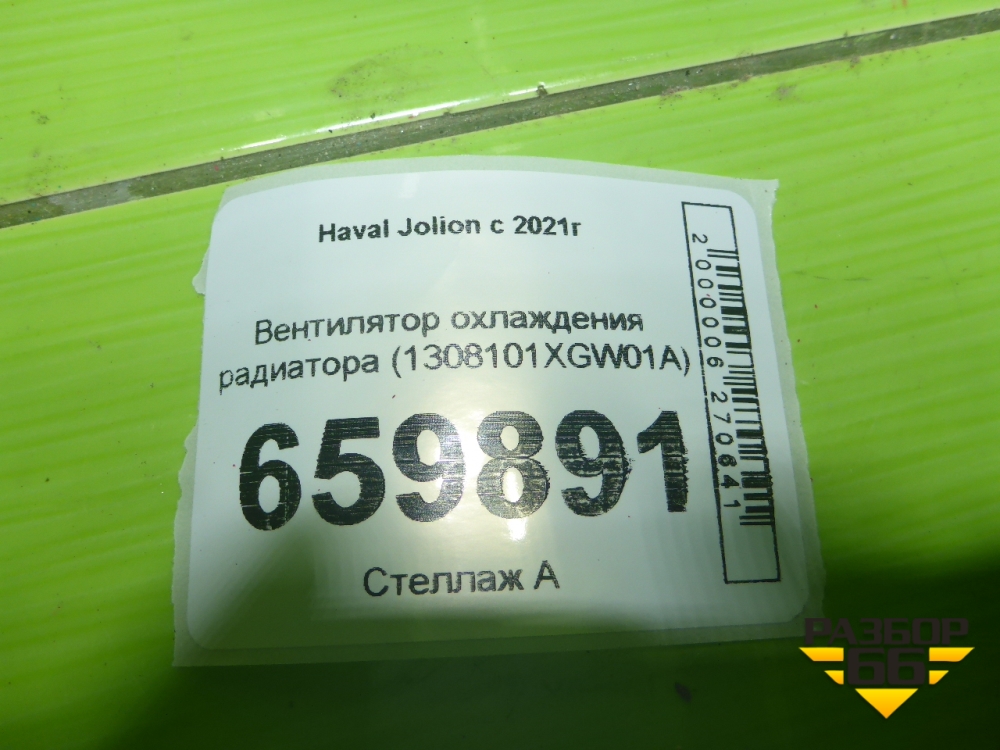 Haval Jolion с 2021г
Вентилятор охлаждения
радиатора (1308101XGW01A)
659891
Стеллаж А
2000006270641
РАЗБОР
66